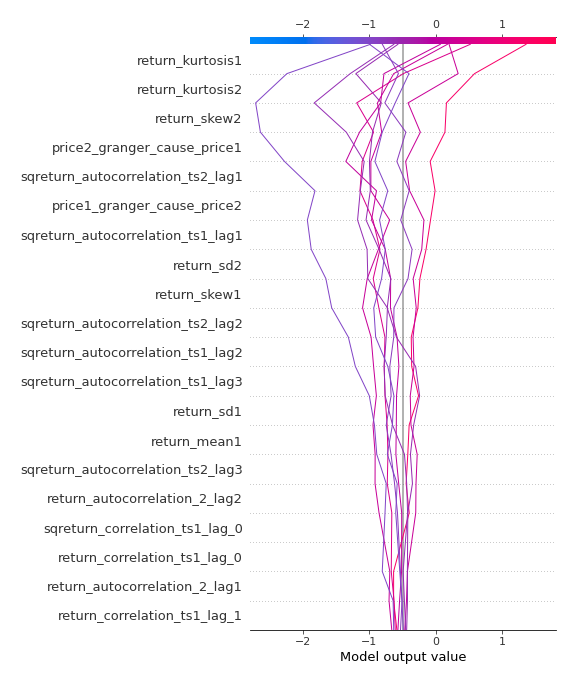 −2 −1 0 1
return_kurtosis1
return_kurtosis2
return_skew2
price2_granger_cause_price1
sqreturn_autocorrelation_ts2_lag1
price1_granger_cause_price2
sqreturn_autocorrelation_ts1_lag1
return_sd2
return_skew1
sqreturn_autocorrelation_ts2_lag2
sqreturn_autocorrelation_ts1_lag2
sqreturn_autocorrelation_ts1_lag3
return_sd1
return_mean1
sqreturn_autocorrelation_ts2_lag3
return_autocorrelation_2_lag2
sqreturn_correlation_ts1_lag_0
return_correlation_ts1_lag_0
return_autocorrelation_2_lag1
return_correlation_ts1_lag_1
−2 −1 0 1
Model output value